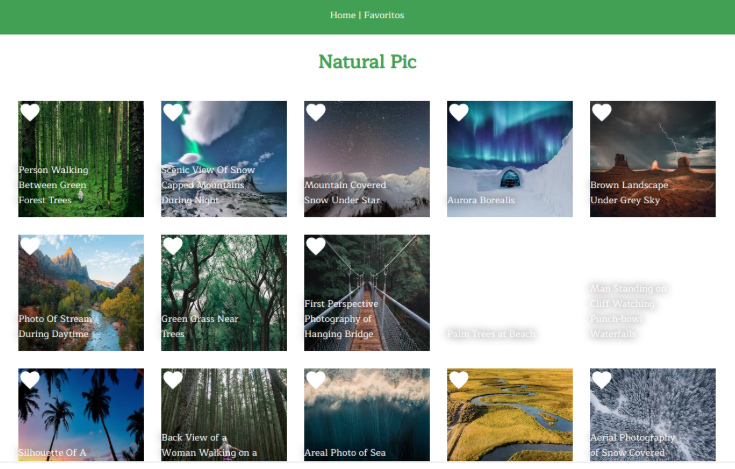 Home | Favoritos
Natural Pic
Person Walking
Between Green
Forest Trees
Scenic View Of Snow
Capped Mountains
During Night
Mountain Covered
Snow Under Star
Aurora Borealis
Brown Landscape
Under Grey Sky
Photo Of Stream
During Daytime
Green Grass Near
Trees
First Perspective
Photography of
Hanging Bridge
Palm Trees at Beach
Man Standing on
Cliff Watching
Punch-bowl
Waterfalls
Silhouette Of A
Back View of a
Woman Walking on a
Areal Photo of Sea
Aerial Photography
of Snow Covered